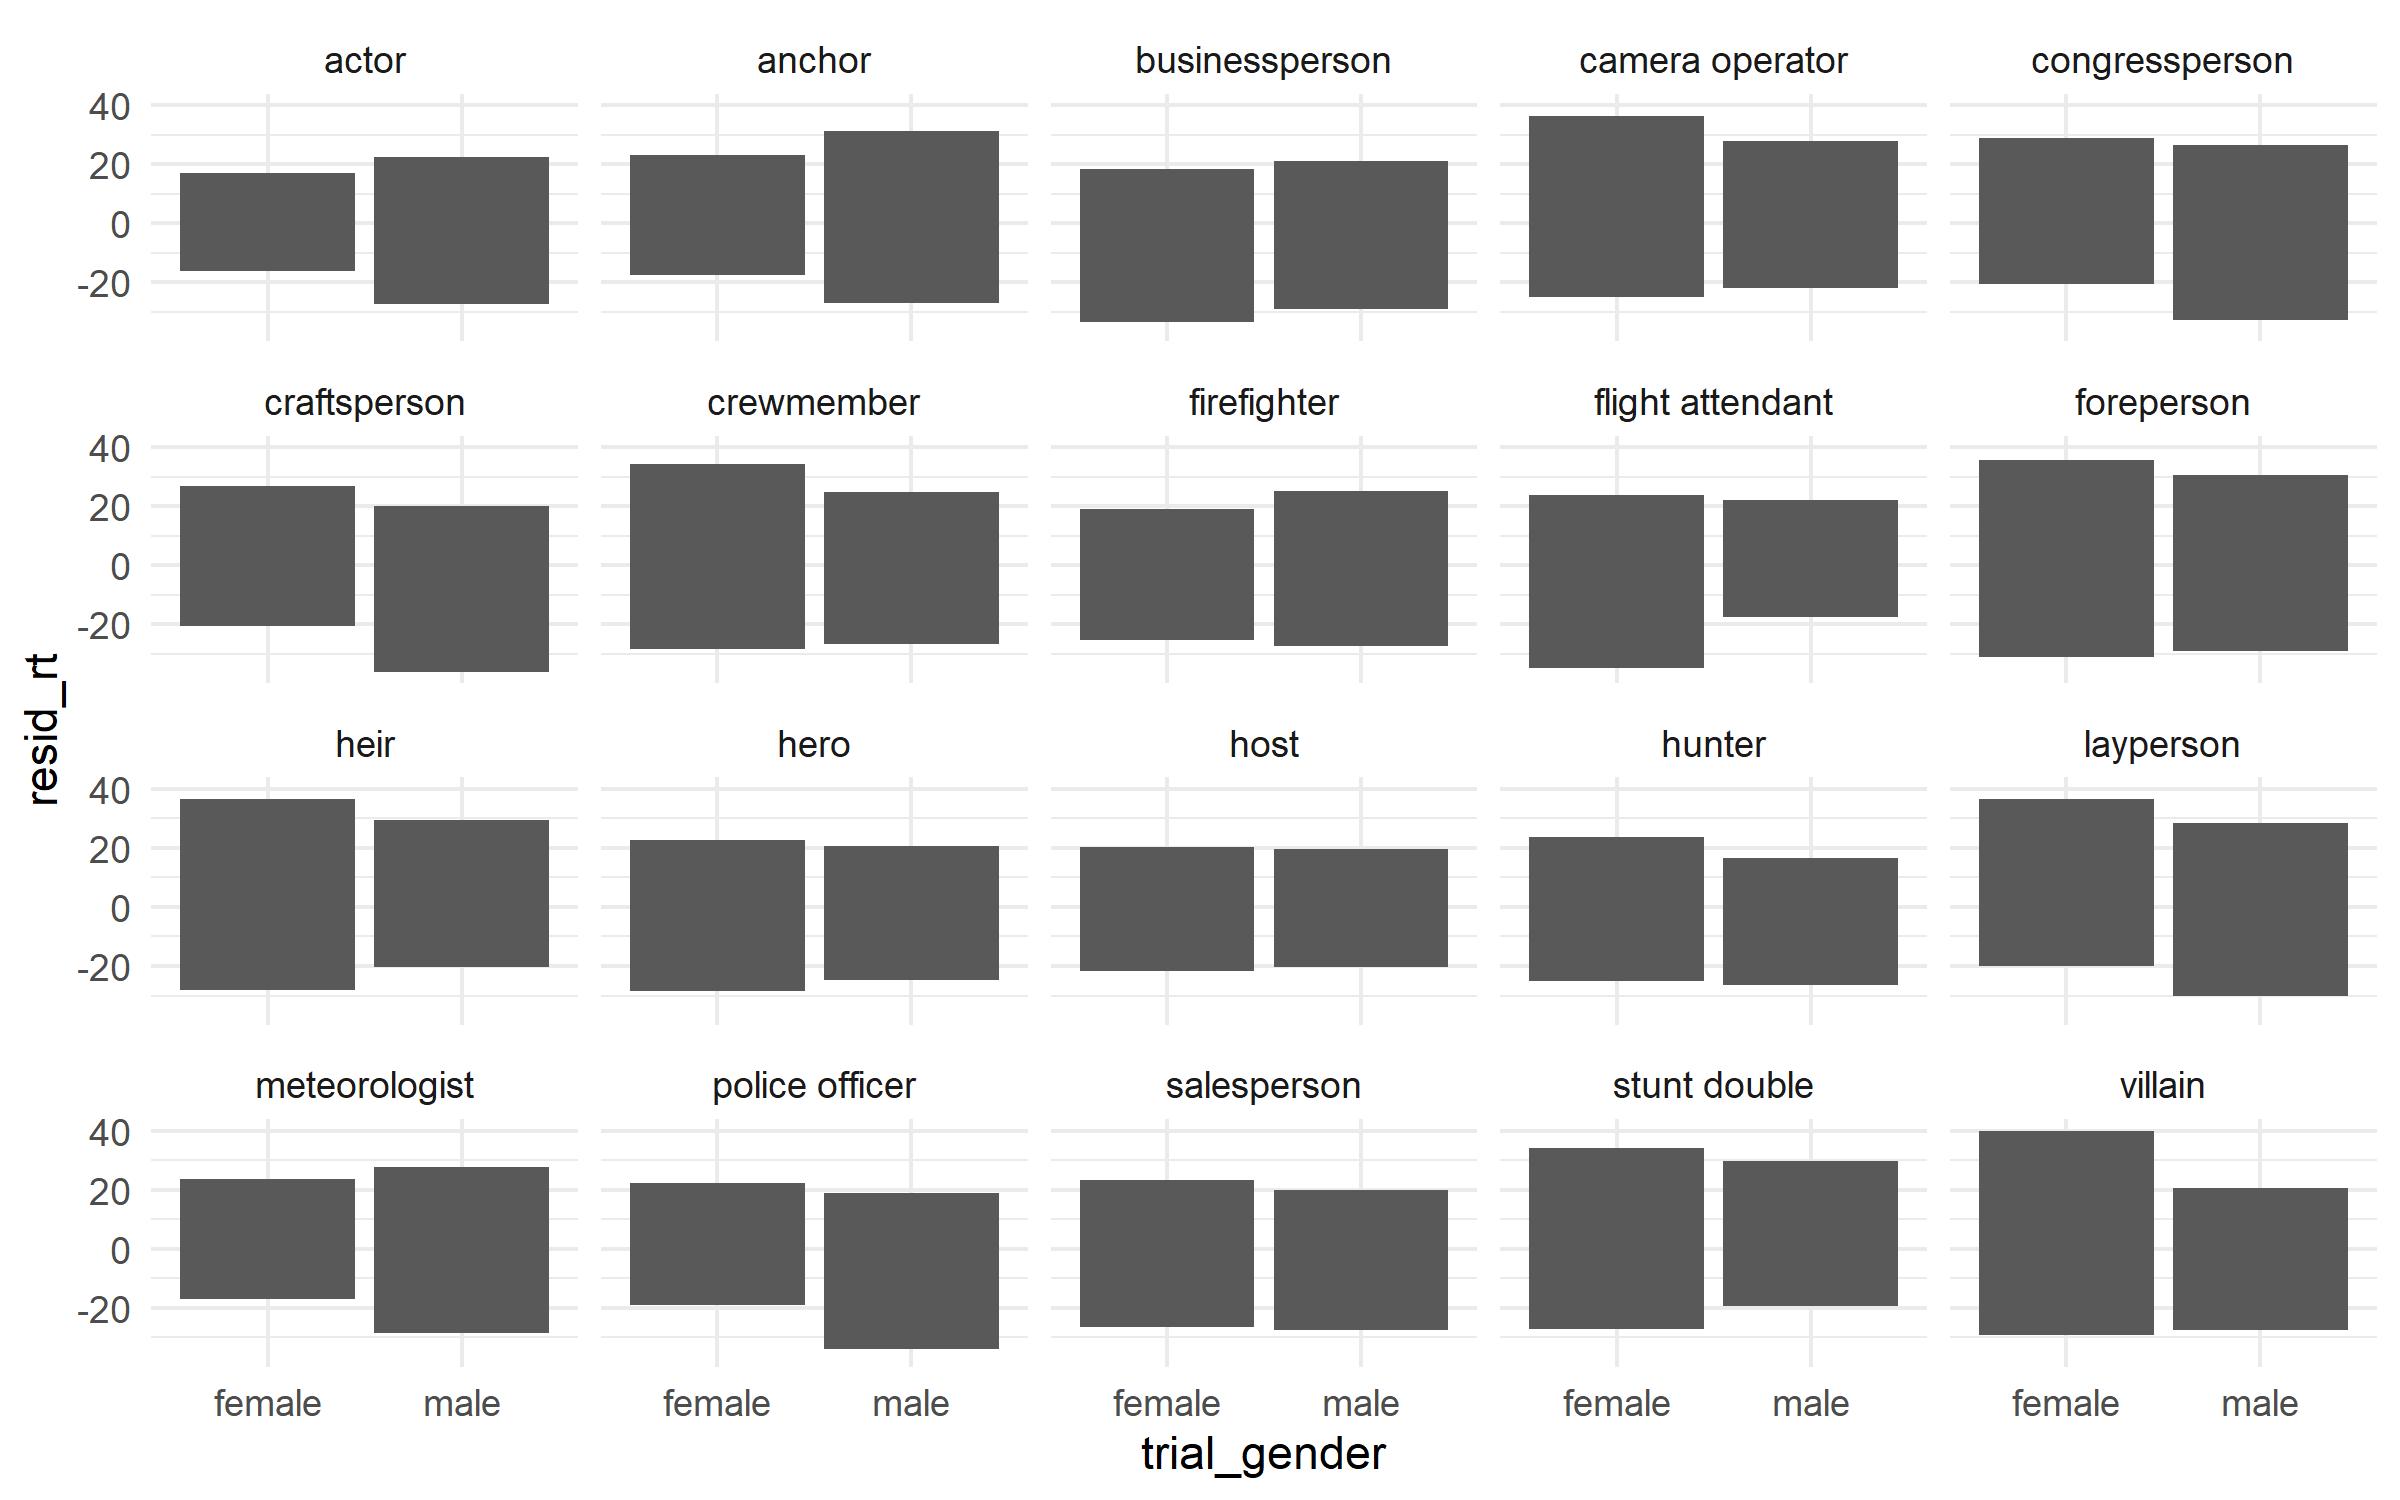 actor anchor businessperson camera operator congressperson
40
20
0
-20
craftsperson crewmember firefighter flight attendant foreperson
40
20
0
-20
heir hero host hunter layperson
40
20
0
-20
meteorologist police officer salesperson stunt double villain
40
20
0
-20
female male female male female male female male female male
trial_gender
resid_rt